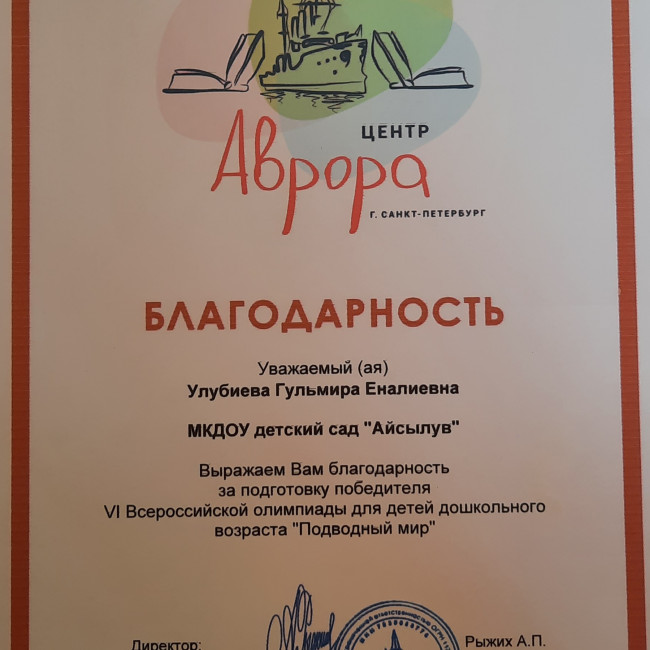 ЦЕНТР
Аврора
Г. САНКТ-ПЕТЕРБУРГ
БЛАГОДАРНОСТЬ
Уважаемый (ая)
Улубиева Гульмира Еналиевна
МКДОУ детский сад "Айсылув"
Выражаем Вам благодарность
за подготовку победителя
VI Всероссийской олимпиады для детей дошкольного
возраста "Подводный мир"
Директор:
Рыжих А.П.